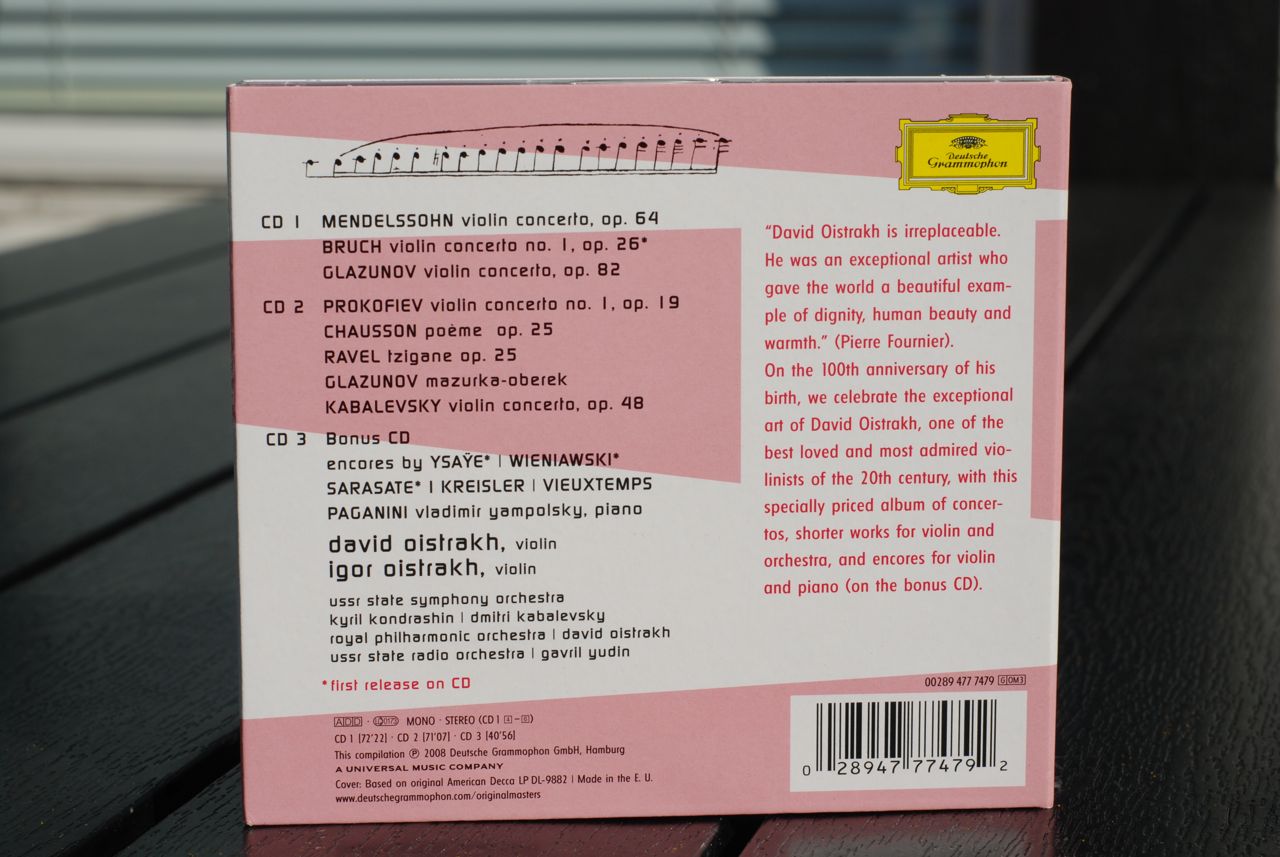 Deutsche
Grammophon
CD 1 MENDELSSOHN violin concerto, op. 64
BRUCH violin concerto no. 1, op. 26*
GLAZUNOV violin concerto, op. 82
CD 2 PROKOFIEV violin concerto no. 1, op. 19
CHAUSSON poème op. 25
RAVEL tzigane op. 25
GLAZUNOV mazurka-oberek
KABALEVSKY violin concerto, op. 48
CD 3 Bonus CD
encores by YSAŸE* | WIENIAWSKI*
SARASATE* | KREISLER | VIEUXTEMPS
PAGANINI vladimir yampolsky, piano
david oistrakh, violin
igor oistrakh, violin
ussr state symphony orchestra
kyril kondrashin | dmitri kabalevsky
royal philharmonic orchestra | david oistrakh
ussr state radio orchestra | gavril yudin
*first release on CD
ADD · MONO · STEREO (CD 1 4–8)
CD 1 [72'22] · CD 2 [71'07] · CD 3 [40'56]
This compilation ℗ 2008 Deutsche Grammophon GmbH, Hamburg
A UNIVERSAL MUSIC COMPANY
Cover: Based on original American Decca LP DL-9882 | Made in the E. U.
www.deutschegrammophon.com/originalmasters
“David Oistrakh is irreplaceable.
He was an exceptional artist who
gave the world a beautiful exam-
ple of dignity, human beauty and
warmth.” (Pierre Fournier).
On the 100th anniversary of his
birth, we celebrate the exceptional
art of David Oistrakh, one of the
best loved and most admired vio-
linists of the 20th century, with this
specially priced album of concer-
tos, shorter works for violin and
orchestra, and encores for violin
and piano (on the bonus CD).
00289 477 7479 GOM3
0 28947 77479 2